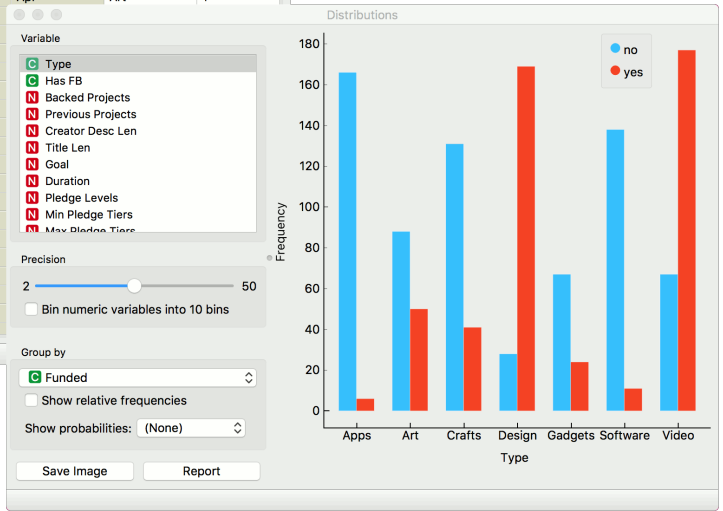 Distributions
Variable
C Type
C Has FB
N Backed Projects
N Previous Projects
N Creator Desc Len
N Title Len
N Goal
N Duration
N Pledge Levels
N Min Pledge Tiers
N Max Pledge Tiers
Precision
2 50
Bin numeric variables into 10 bins
Group by
C Funded
Show relative frequencies
Show probabilities: (None)
Save Image Report
no
yes
180
160
140
120
100
80
60
40
20
0
Frequency
Apps Art Crafts Design Gadgets Software Video
Type